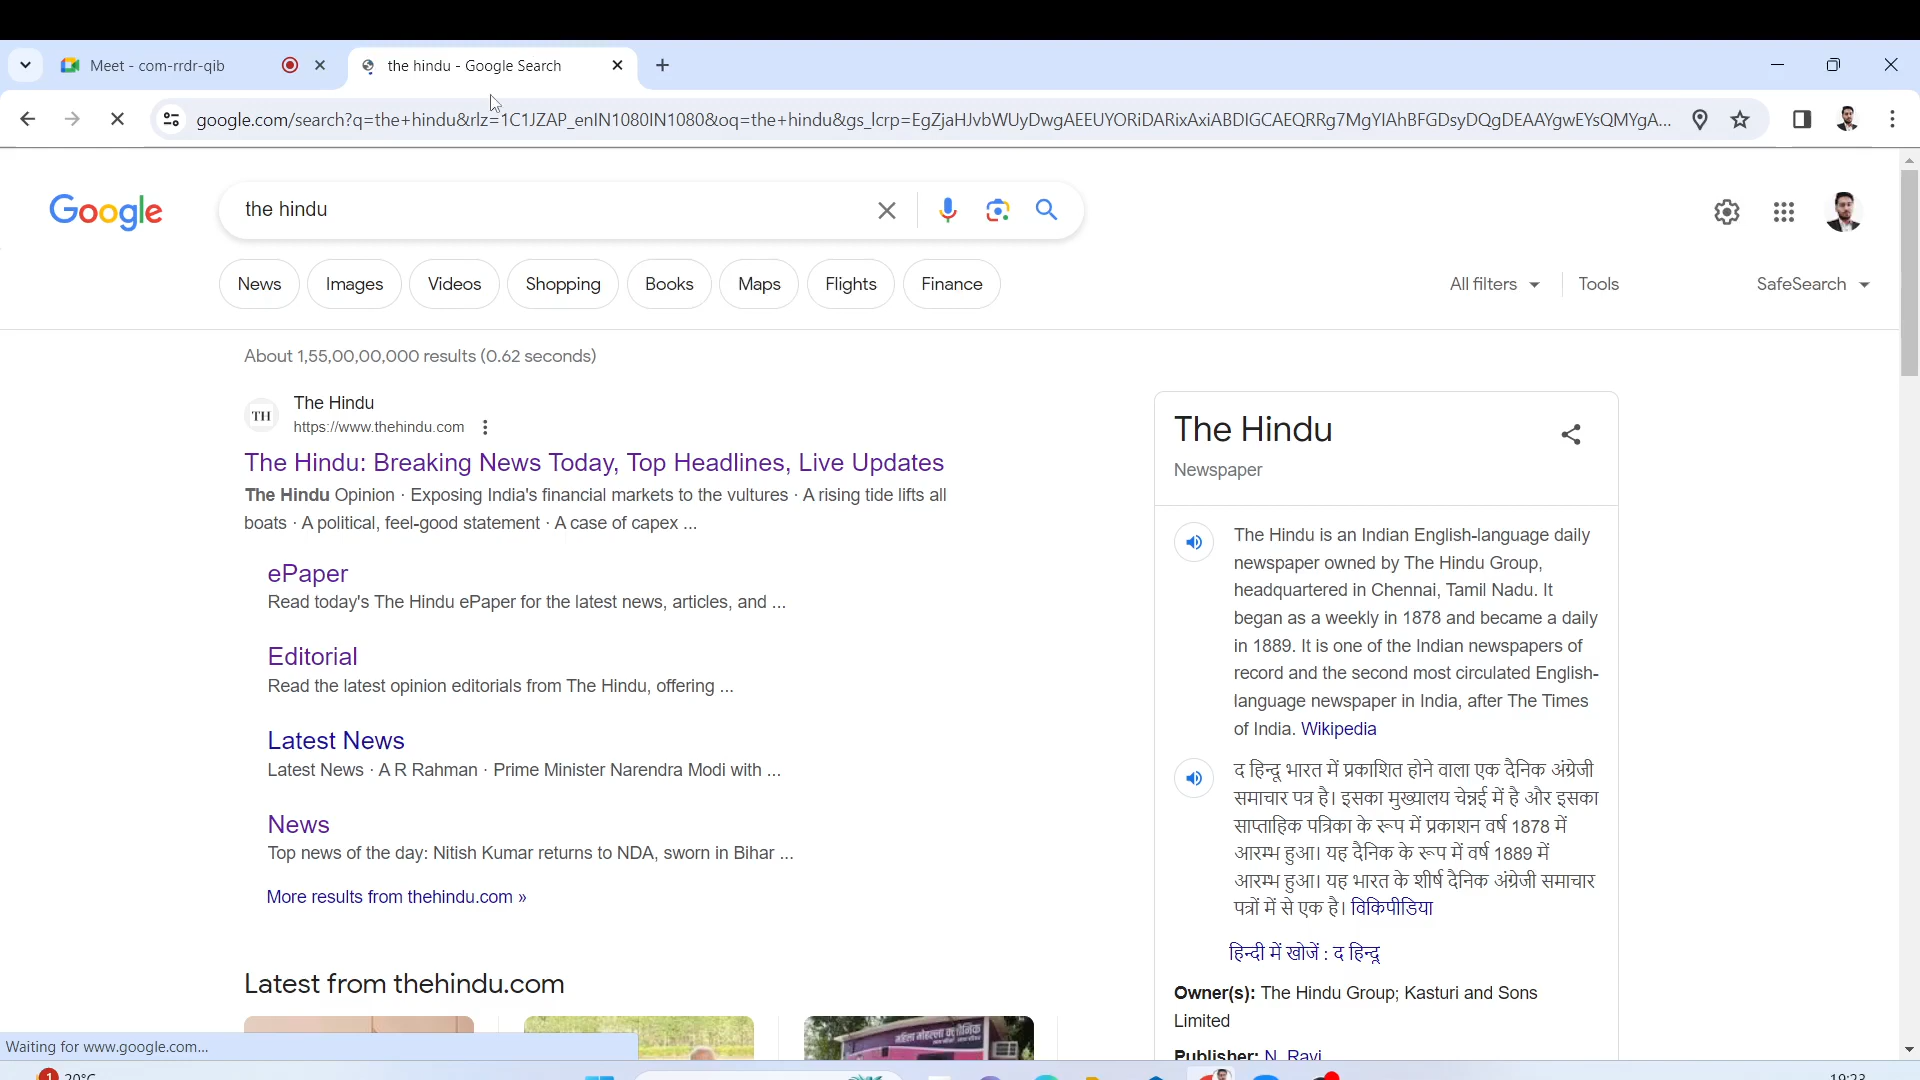 Meet - com-rrdr-qib
the hindu - Google Search
google.com/search?q=the+hindu&rlz=1C1JZAP_enIN1080IN1080&oq=the+hindu&gs_lcrp=EgZjaHJvbWUyDwgAEEUYORiDARixAxiABDIGCAEQRRg7MgYIAhBFGDsyDQgDEAAYgwEYsQMYgA...
Google
the hindu
News
Images
Videos
Shopping
Books
Maps
Flights
Finance
All filters
Tools
SafeSearch
About 1,55,00,00,000 results (0.62 seconds)
TH
The Hindu
https://www.thehindu.com
The Hindu: Breaking News Today, Top Headlines, Live Updates
The Hindu Opinion · Exposing India's financial markets to the vultures · A rising tide lifts all
boats · A political, feel-good statement · A case of capex ...
ePaper
Read today's The Hindu ePaper for the latest news, articles, and ...
Editorial
Read the latest opinion editorials from The Hindu, offering ...
Latest News
Latest News · A R Rahman · Prime Minister Narendra Modi with ...
News
Top news of the day: Nitish Kumar returns to NDA, sworn in Bihar ...
More results from thehindu.com »
Latest from thehindu.com
महिला मोहल्ला क्लीनिक
The Hindu
Newspaper
The Hindu is an Indian English-language daily
newspaper owned by The Hindu Group,
headquartered in Chennai, Tamil Nadu. It
began as a weekly in 1878 and became a daily
in 1889. It is one of the Indian newspapers of
record and the second most circulated English-
language newspaper in India, after The Times
of India. Wikipedia
द हिन्दू भारत में प्रकाशित होने वाला एक दैनिक अंग्रेजी
समाचार पत्र है। इसका मुख्यालय चेन्नई में है और इसका
साप्ताहिक पत्रिका के रूप में प्रकाशन वर्ष 1878 में
आरम्भ हुआ। यह दैनिक के रूप में वर्ष 1889 में
आरम्भ हुआ। यह भारत के शीर्ष दैनिक अंग्रेजी समाचार
पत्रों में से एक है। विकिपीडिया
हिन्दी में खोजें : द हिन्दू
Owner(s): The Hindu Group; Kasturi and Sons
Limited
Publisher: N. Ravi
Waiting for www.google.com...
1
20°C
19:23